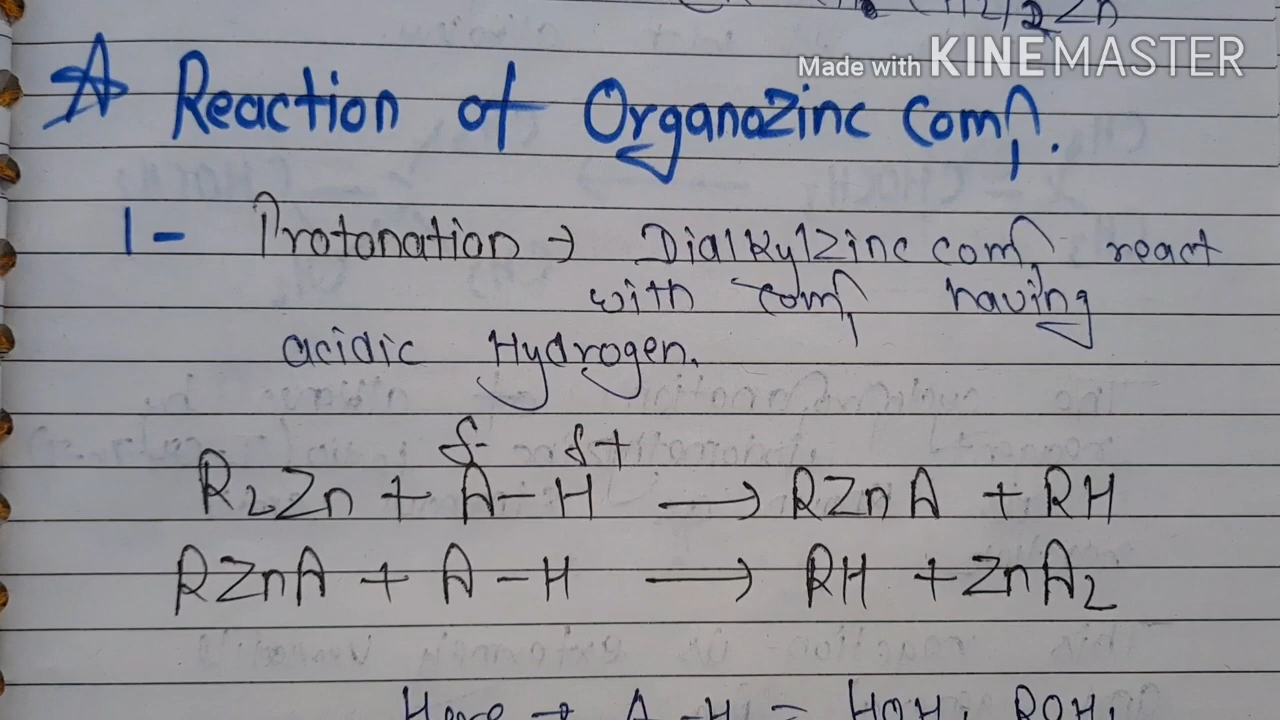 Made with KINEMASTER
Reaction of Organozinc Comp.
1- Protonation → Dialkylzinc comp. react
with comp. having
acidic Hydrogen.
δ- δ+
R₂Zn + A-H ⟶ RZnA + RH
RZnA + A-H ⟶ RH + ZnA₂
Here → A-H = HOH, ROH,